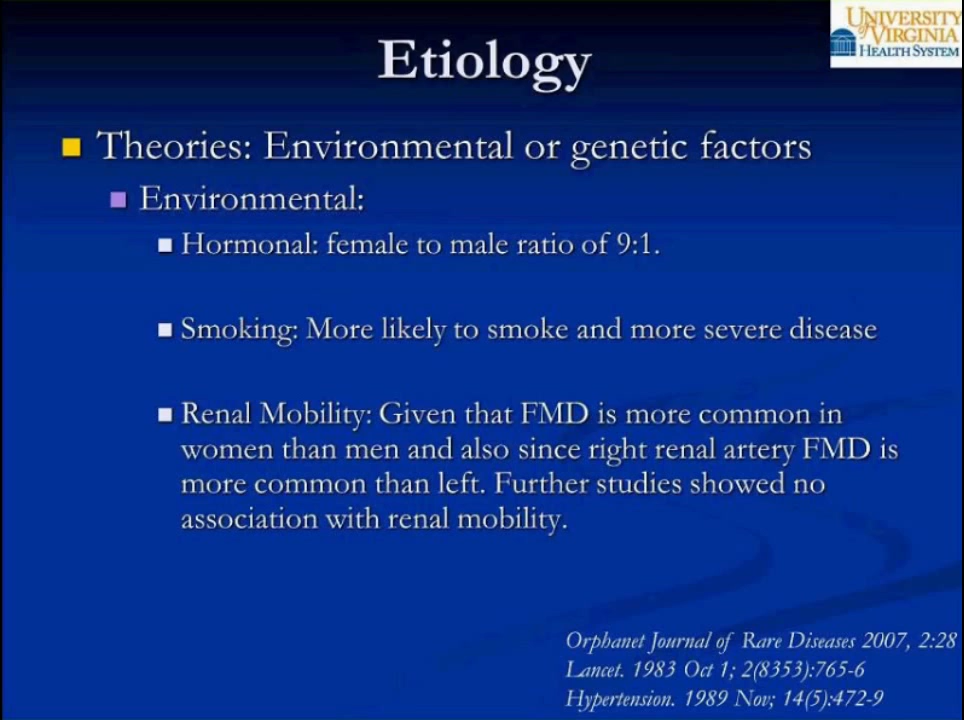 UNIVERSITY
of VIRGINIA
HEALTH SYSTEM
Etiology
Theories: Environmental or genetic factors
Environmental:
Hormonal: female to male ratio of 9:1.
Smoking: More likely to smoke and more severe disease
Renal Mobility: Given that FMD is more common in
women than men and also since right renal artery FMD is
more common than left. Further studies showed no
association with renal mobility.
Orphanet Journal of Rare Diseases 2007, 2:28
Lancet. 1983 Oct 1; 2(8353):765-6
Hypertension. 1989 Nov; 14(5):472-9